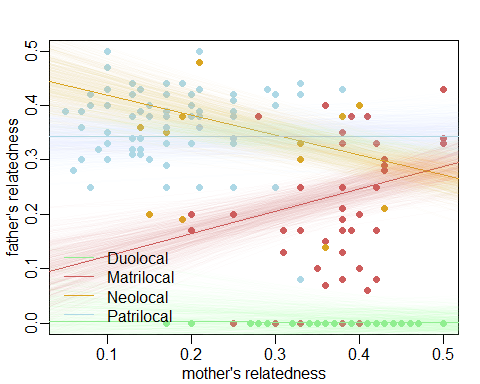 father's relatedness
0.5
0.4
0.3
0.2
0.1
0.0
Duolocal
Matrilocal
Neolocal
Patrilocal
0.1 0.2 0.3 0.4 0.5
mother's relatedness